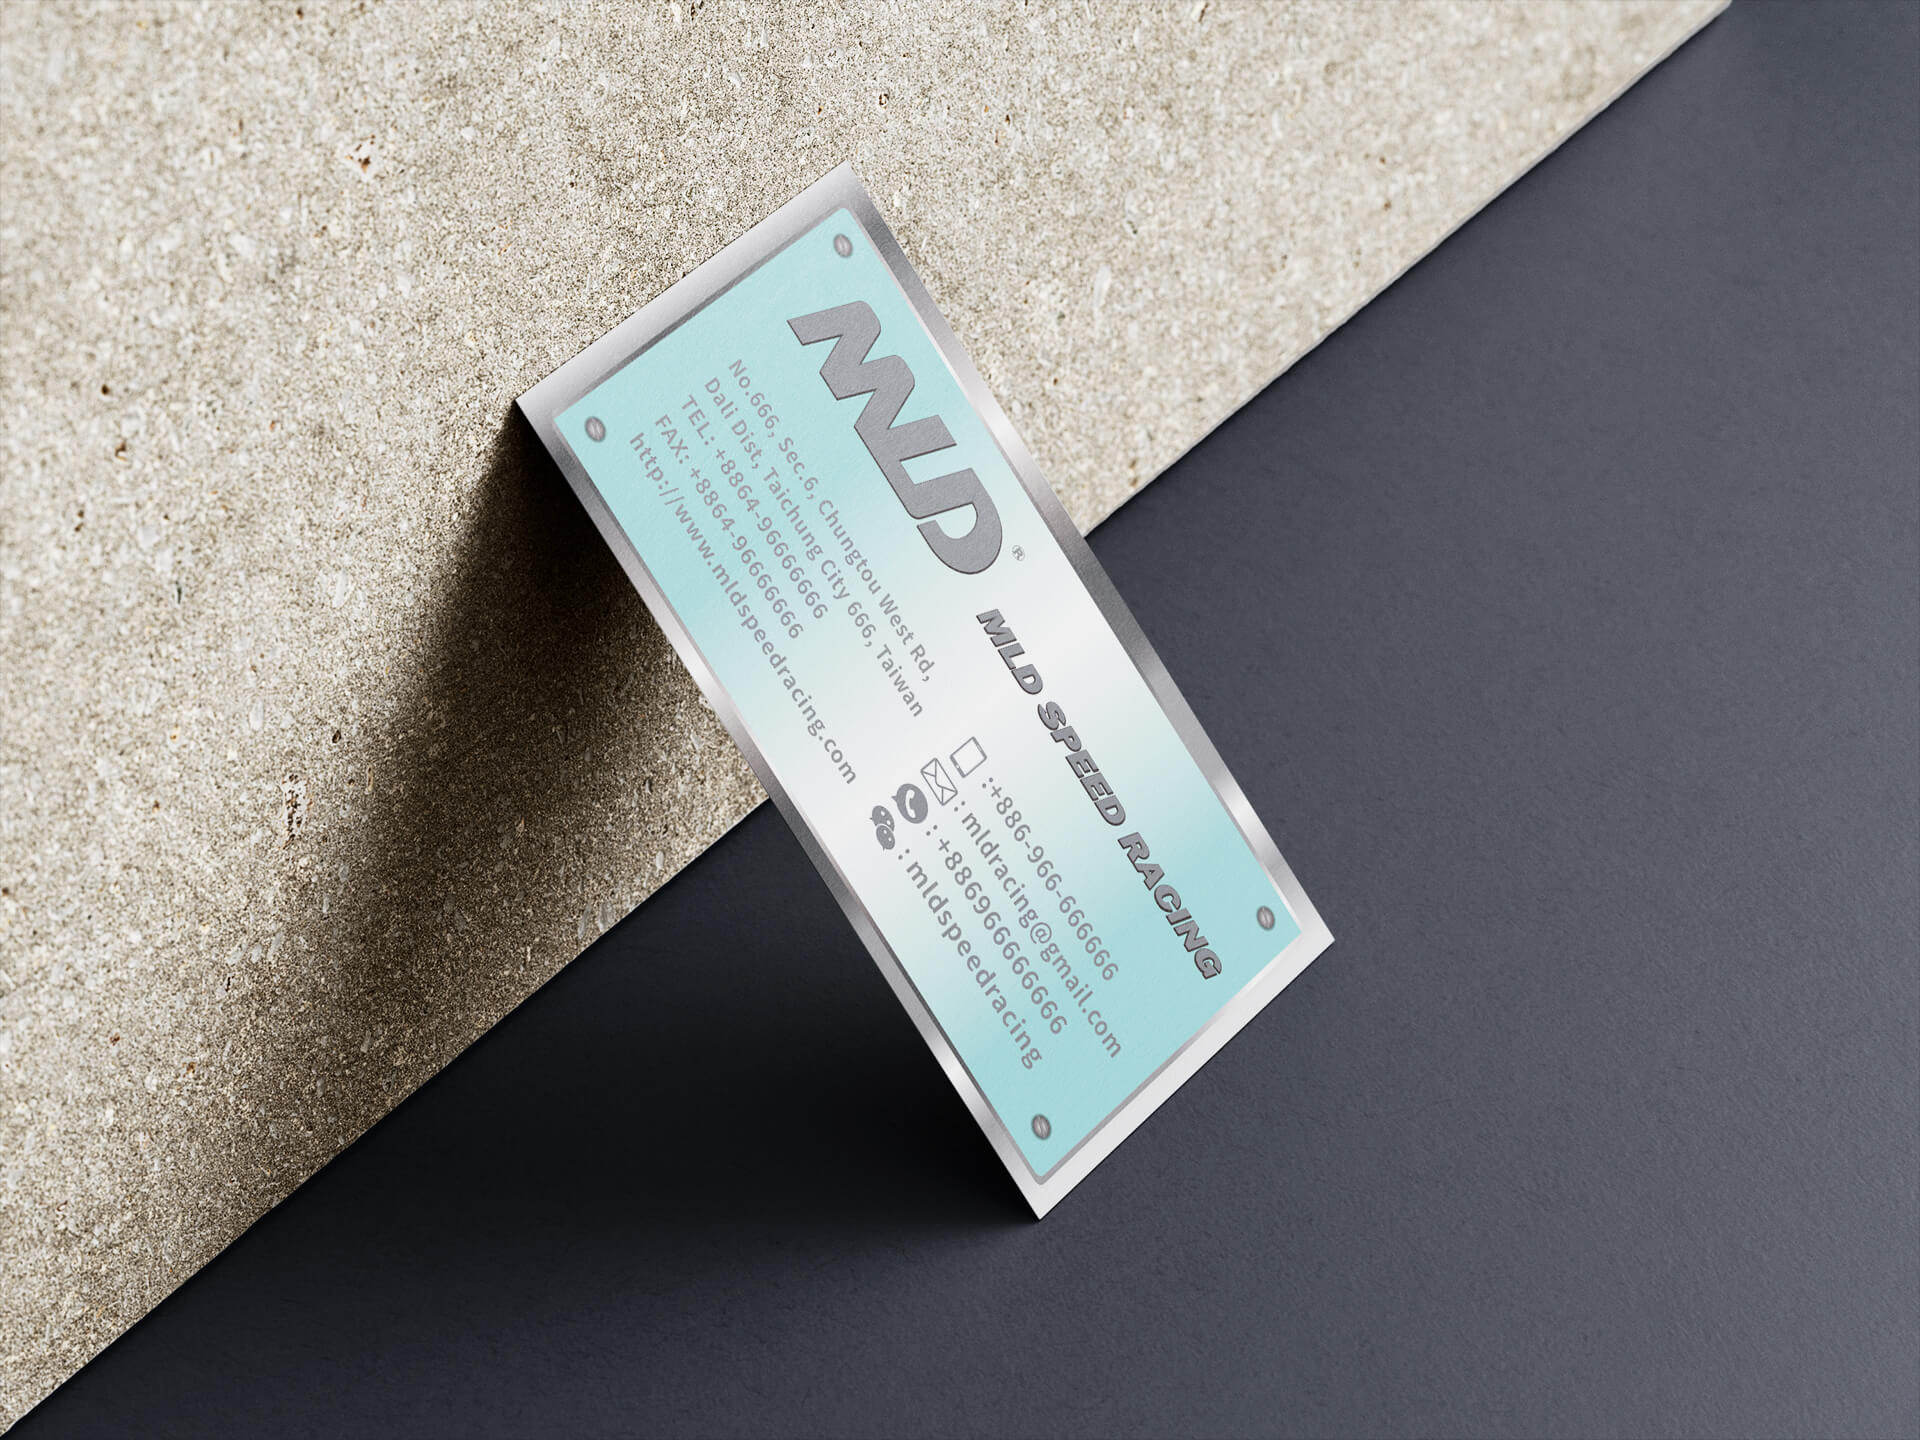 MLD®
MLD SPEED RACING
No.666, Sec.6, Chungtou West Rd,
Dali Dist, Taichung City 666, Taiwan
TEL: +8864-96666666
FAX: +8864-96666666
http://www.mldspeedracing.com
:+886-966-666666
: mldracing@gmail.com
: +886966666666
: mldspeedracing